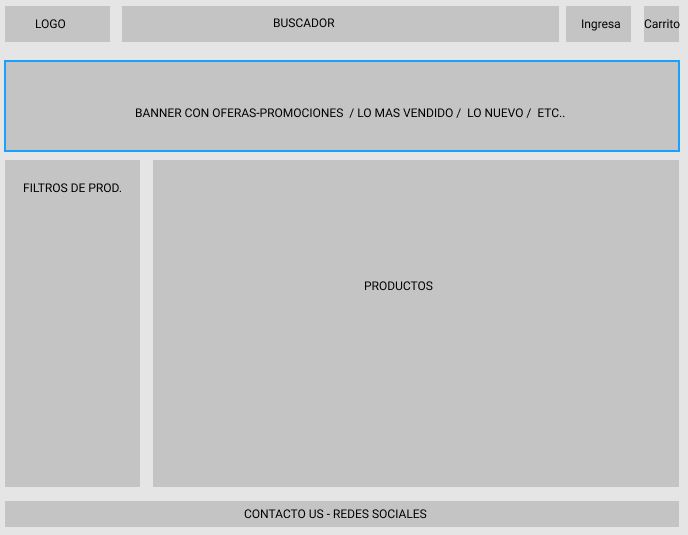 LOGO
BUSCADOR
Ingresa
Carrito
BANNER CON OFERAS-PROMOCIONES / LO MAS VENDIDO / LO NUEVO / ETC..
FILTROS DE PROD.
PRODUCTOS
CONTACTO US - REDES SOCIALES